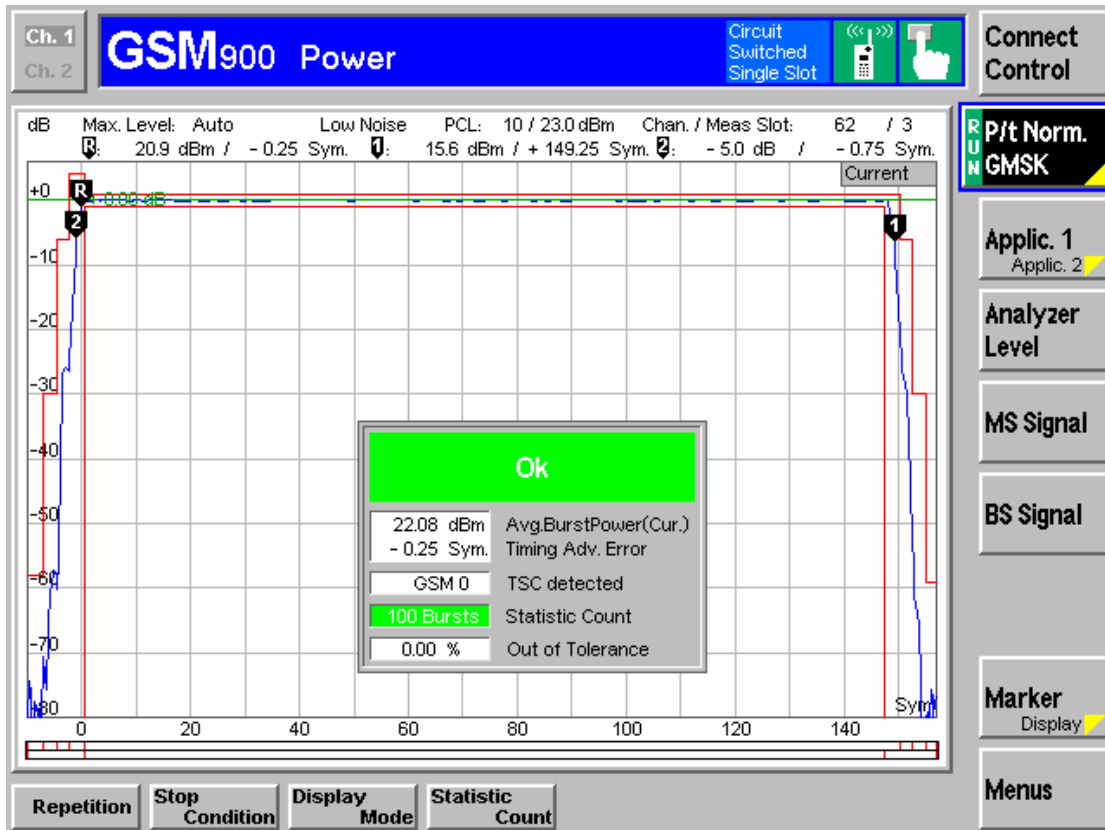 Ch. 1
Ch. 2
GSM900 Power
Circuit
Switched
Single Slot
Connect
Control
dB Max. Level: Auto Low Noise PCL: 10 / 23.0 dBm Chan. / Meas Slot: 62 / 3
R: 20.9 dBm / - 0.25 Sym. 1: 15.6 dBm / + 149.25 Sym. 2: - 5.0 dB / - 0.75 Sym.
Current
RUN
P/t Norm.
GMSK
+0
R
0.00 dB
2
1
-10
-20
-30
-40
-50
-60
-70
-80
Sym
0 20 40 60 80 100 120 140
Ok
22.08 dBm Avg.BurstPower(Cur.)
- 0.25 Sym. Timing Adv. Error
GSM 0 TSC detected
100 Bursts Statistic Count
0.00 % Out of Tolerance
Applic. 1
Applic. 2
Analyzer
Level
MS Signal
BS Signal
Marker
Display
Menus
Repetition
Stop
Condition
Display
Mode
Statistic
Count